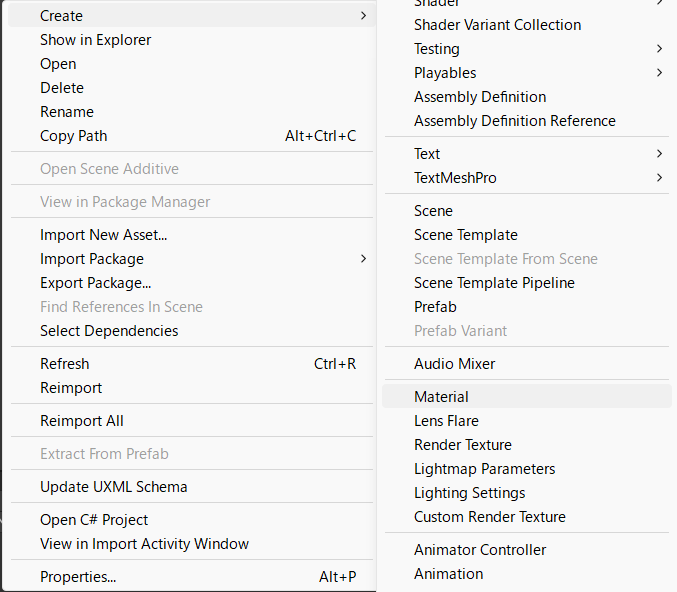 Create
Show in Explorer
Open
Delete
Rename
Copy Path Alt+Ctrl+C
Open Scene Additive
View in Package Manager
Import New Asset...
Import Package
Export Package...
Find References In Scene
Select Dependencies
Refresh Ctrl+R
Reimport
Reimport All
Extract From Prefab
Update UXML Schema
Open C# Project
View in Import Activity Window
Properties... Alt+P
Shader
Shader Variant Collection
Testing
Playables
Assembly Definition
Assembly Definition Reference
Text
TextMeshPro
Scene
Scene Template
Scene Template From Scene
Scene Template Pipeline
Prefab
Prefab Variant
Audio Mixer
Material
Lens Flare
Render Texture
Lightmap Parameters
Lighting Settings
Custom Render Texture
Animator Controller
Animation